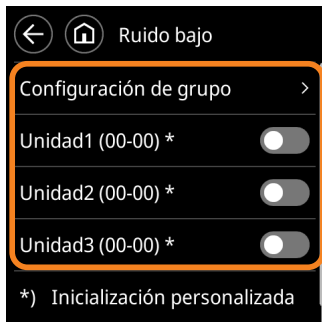 Ruido bajo
Configuración de grupo
Unidad1 (00-00) *
Unidad2 (00-00) *
Unidad3 (00-00) *
*) Inicialización personalizada